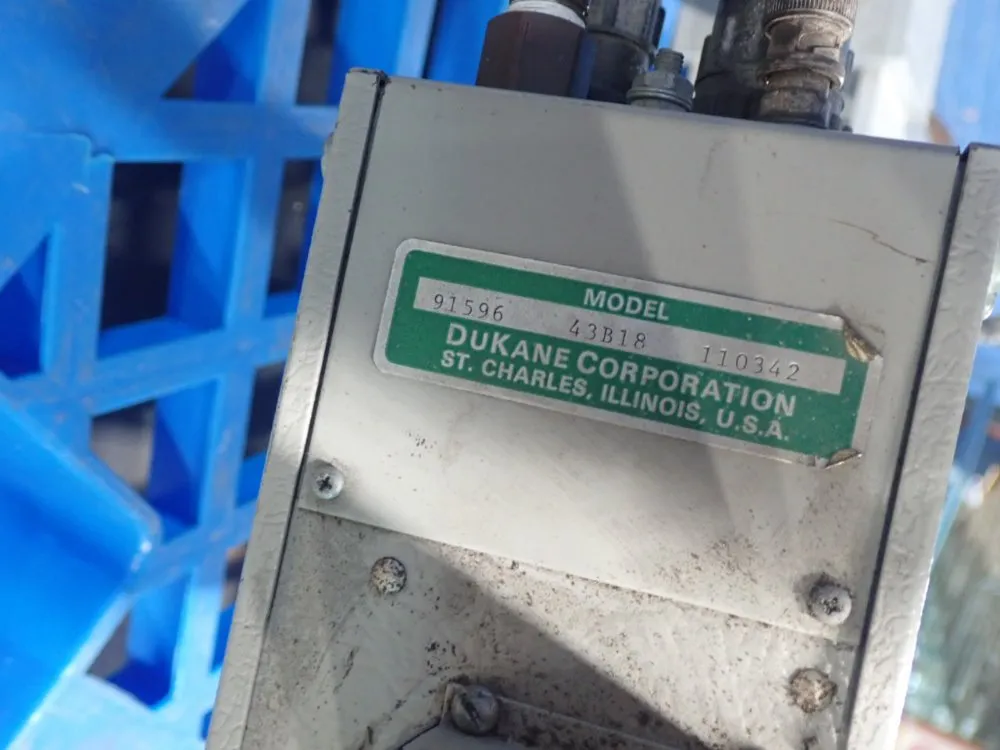 MODEL
91596 43B18 110342
DUKANE CORPORATION
ST. CHARLES, ILLINOIS, U.S.A.